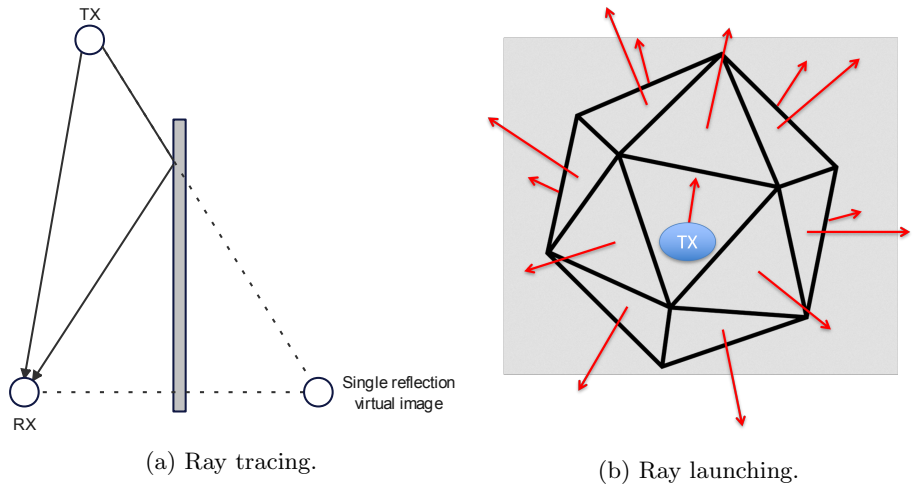 TX
RX
Single reflection
virtual image
(a) Ray tracing.
TX
(b) Ray launching.